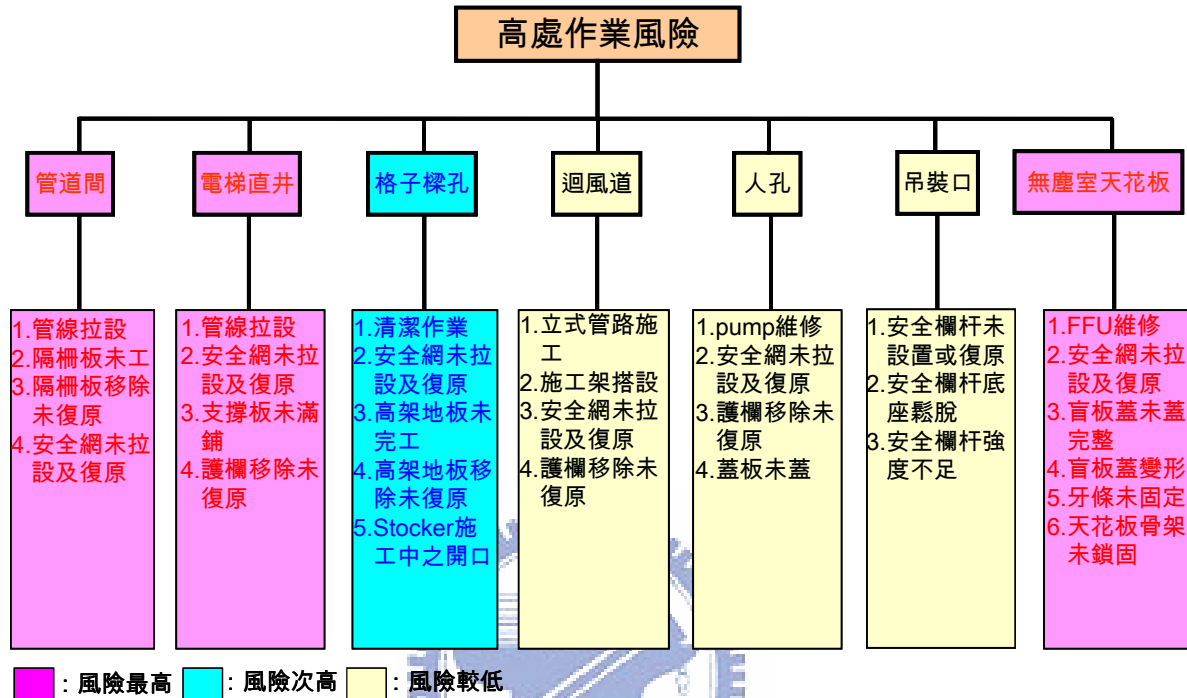 高處作業風險
管道間
電梯直井
格子樑孔
迴風道
人孔
吊裝口
無塵室天花板
1.管線拉設
2.隔柵板未工
3.隔柵板移除
未復原
4.安全網未拉
設及復原
1.管線拉設
2.安全網未拉
設及復原
3.支撐板未滿
鋪
4.護欄移除未
復原
1.清潔作業
2.安全網未拉
設及復原
3.高架地板未
完工
4.高架地板移
除未復原
5.Stocker施
工中之開口
1.立式管路施
工
2.施工架搭設
3.安全網未拉
設及復原
4.護欄移除未
復原
1.pump維修
2.安全網未拉
設及復原
3.護欄移除未
復原
4.蓋板未蓋
1.安全欄杆未
設置或復原
2.安全欄杆底
座鬆脫
3.安全欄杆強
度不足
1.FFU維修
2.安全網未拉
設及復原
3.盲板蓋未蓋
完整
4.盲板蓋變形
5.牙條未固定
6.天花板骨架
未鎖固
：風險最高 ：風險次高 ：風險較低